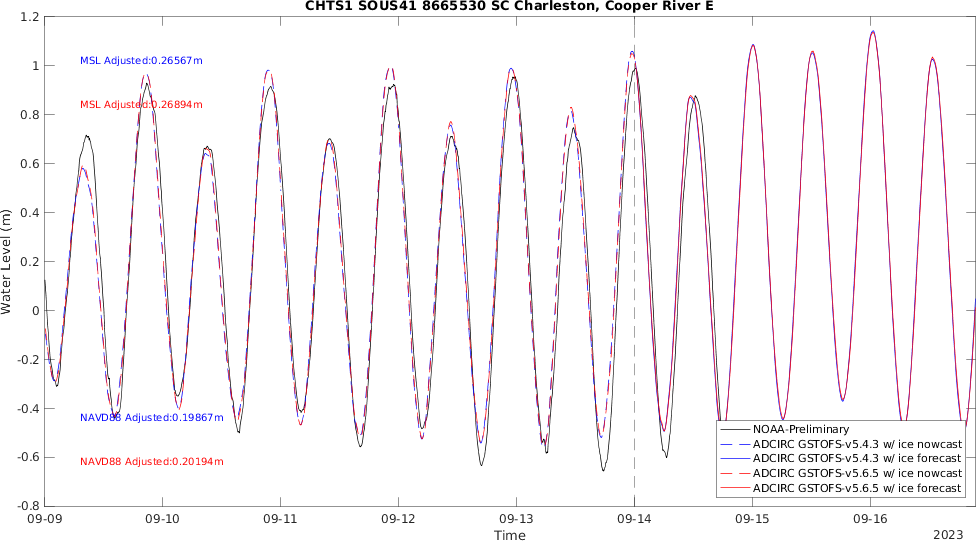 CHTS1 SOUS41 8665530 SC Charleston, Cooper River E
1.2
1
0.8
0.6
0.4
0.2
0
-0.2
-0.4
-0.6
-0.8
Water Level (m)
MSL Adjusted:0.26567m
MSL Adjusted:0.26894m
NAVD88 Adjusted:0.19867m
NAVD88 Adjusted:0.20194m
NOAA-Preliminary
ADCIRC GSTOFS-v5.4.3 w/ ice nowcast
ADCIRC GSTOFS-v5.4.3 w/ ice forecast
ADCIRC GSTOFS-v5.6.5 w/ ice nowcast
ADCIRC GSTOFS-v5.6.5 w/ ice forecast
09-09 09-10 09-11 09-12 09-13 09-14 09-15 09-16
Time
2023